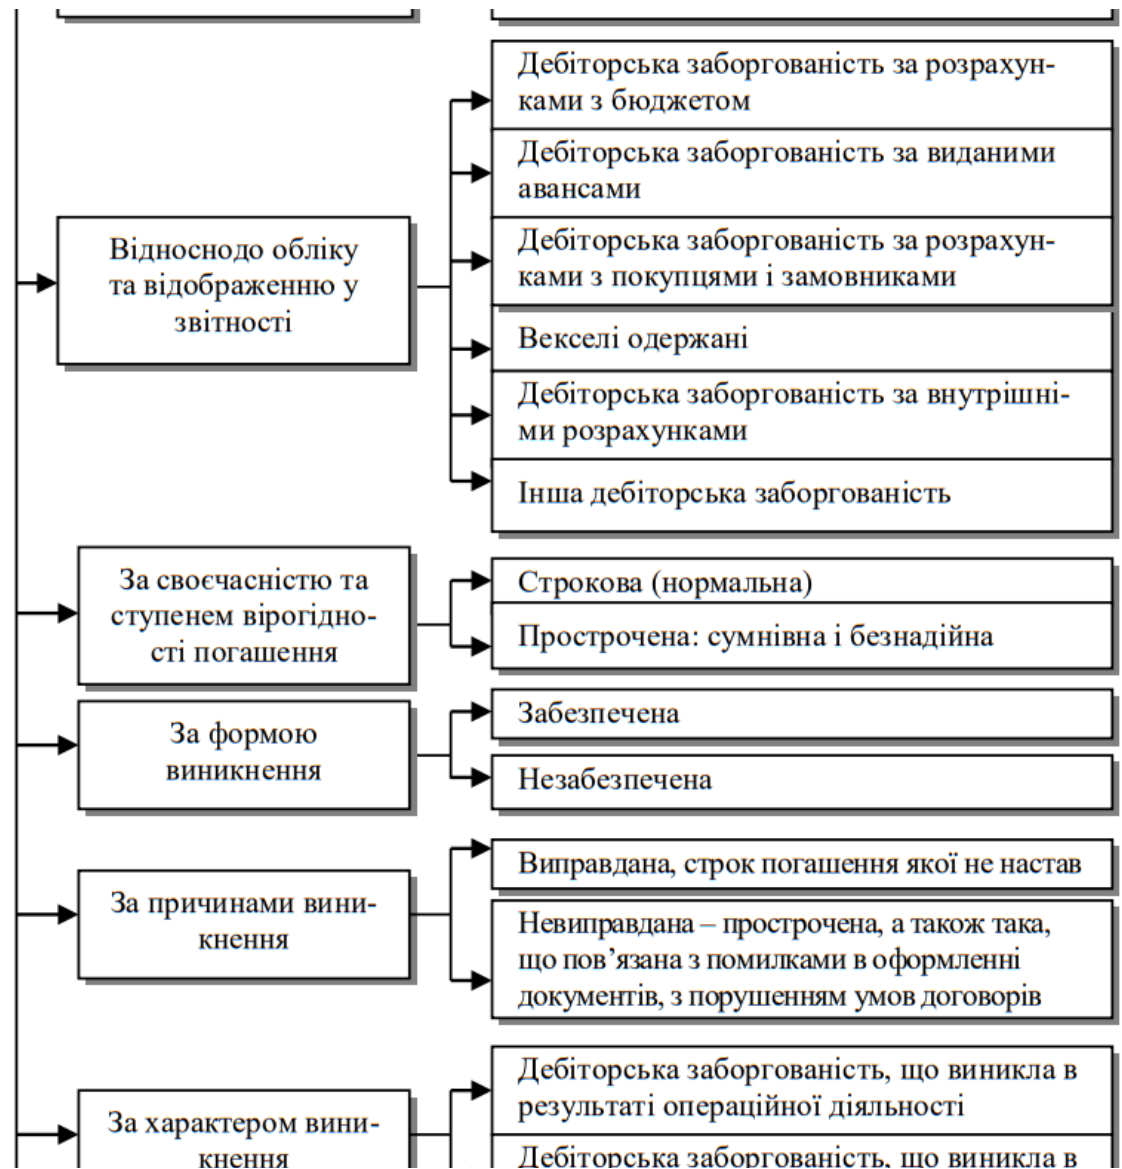 Дебіторська заборгованість за розрахун-
ками з бюджетом
Дебіторська заборгованість за виданими
авансами
Відноснодо обліку
та відображенню у
звітності
Дебіторська заборгованість за розрахун-
ками з покупцями і замовниками
Векселі одержані
Дебіторська заборгованість за внутрішні-
ми розрахунками
Інша дебіторська заборгованість
За своєчасністю та
ступенем вірогідно-
сті погашення
Строкова (нормальна)
Прострочена: сумнівна і безнадійна
За формою
виникнення
Забезпечена
Незабезпечена
За причинами вини-
кнення
Виправдана, строк погашення якої не настав
Невиправдана – прострочена, а також така,
що пов’язана з помилками в оформленні
документів, з порушенням умов договорів
За характером вини-
кнення
Дебіторська заборгованість, що виникла в
результаті операційної діяльності
Дебіторська заборгованість, що виникла в